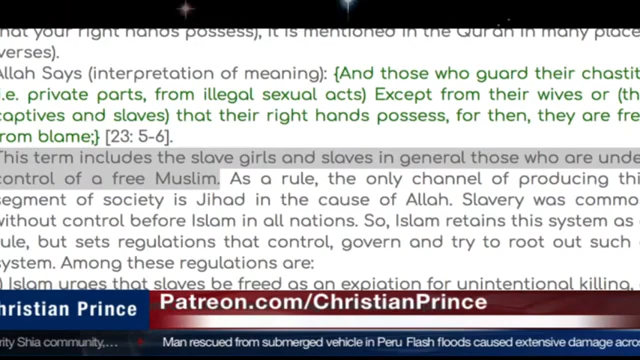 that your right hands possess), it is mentioned in the Quran in many place
verses).
Allah Says (interpretation of meaning): {And those who guard their chastit
i.e. private parts, from illegal sexual acts) Except from their wives or (th
captives and slaves) that their right hands possess, for then, they are fre
rom blame;} [23: 5-6].
This term includes the slave girls and slaves in general those who are unde
control of a free Muslim. As a rule, the only channel of producing thi
segment of society is Jihad in the cause of Allah. Slavery was commo
without control before Islam in all nations. So, Islam retains this system as
ule, but sets regulations that control, govern and try to root out such
system. Among these regulations are:
) Islam urges that slaves be freed as an expiation for unintentional killing,
Christian Prince
Patreon.com/ChristianPrince
rity Shia community,.... Man rescued from submerged vehicle in Peru Flash floods caused extensive damage acros